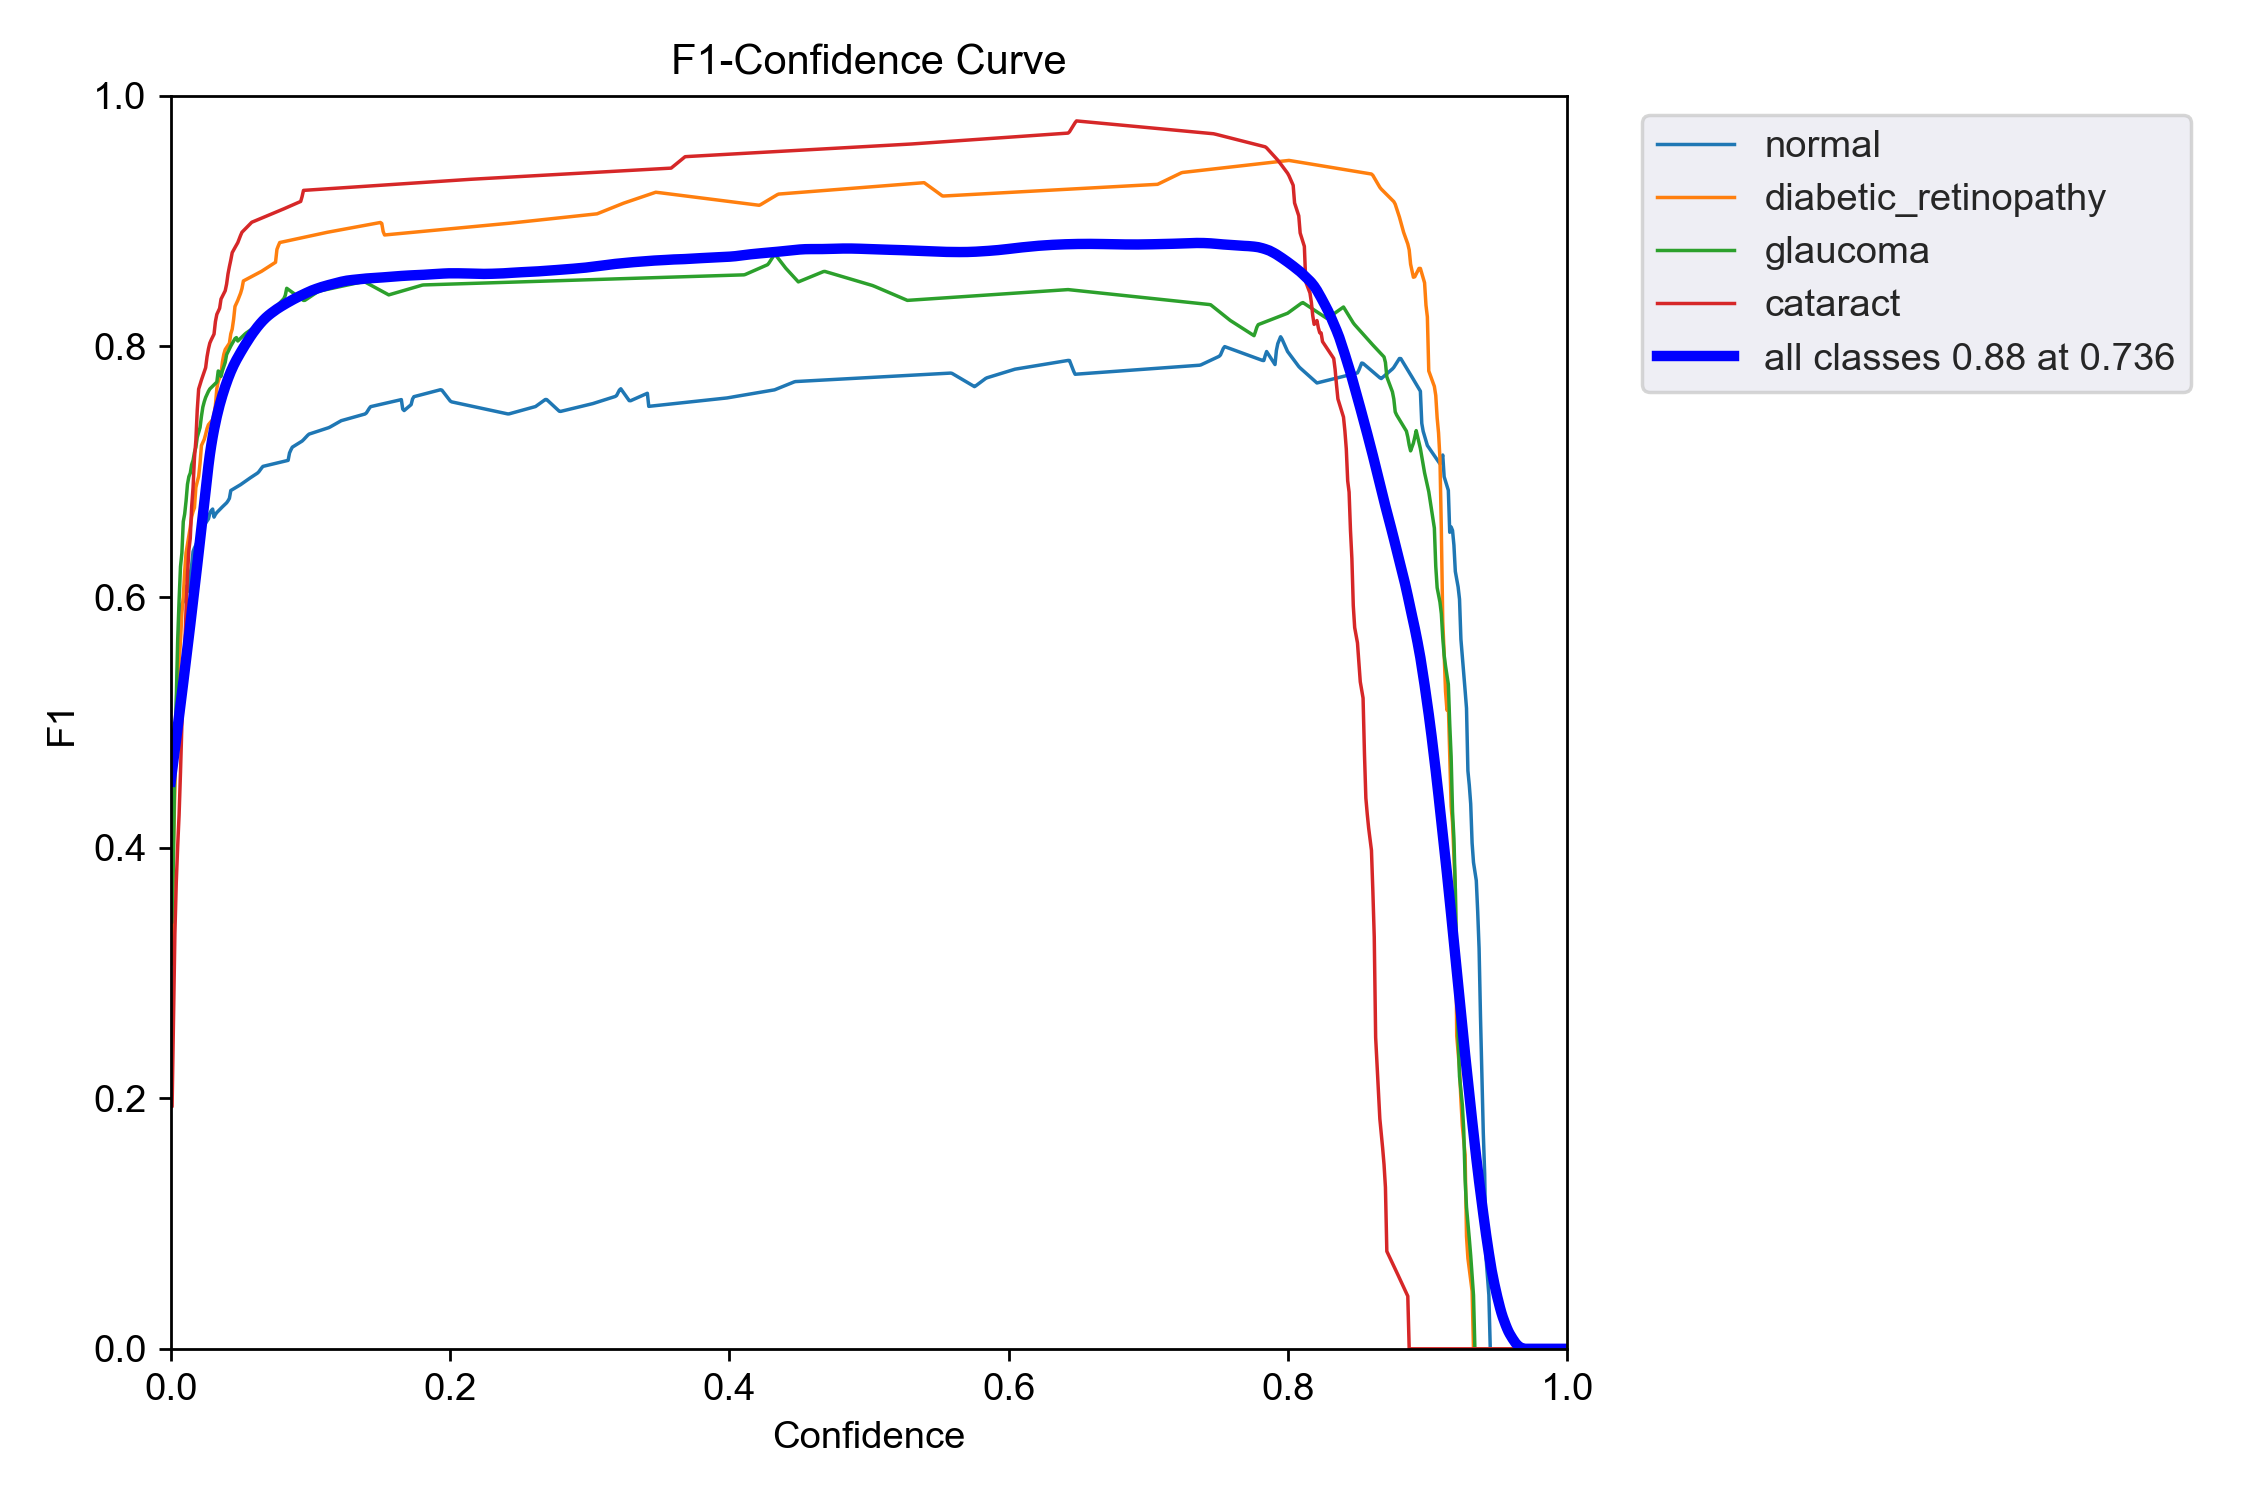 F1-Confidence Curve
1.0
0.8
0.6
0.4
0.2
0.0
F1
0.0 0.2 0.4 0.6 0.8 1.0
Confidence
normal
diabetic_retinopathy
glaucoma
cataract
all classes 0.88 at 0.736